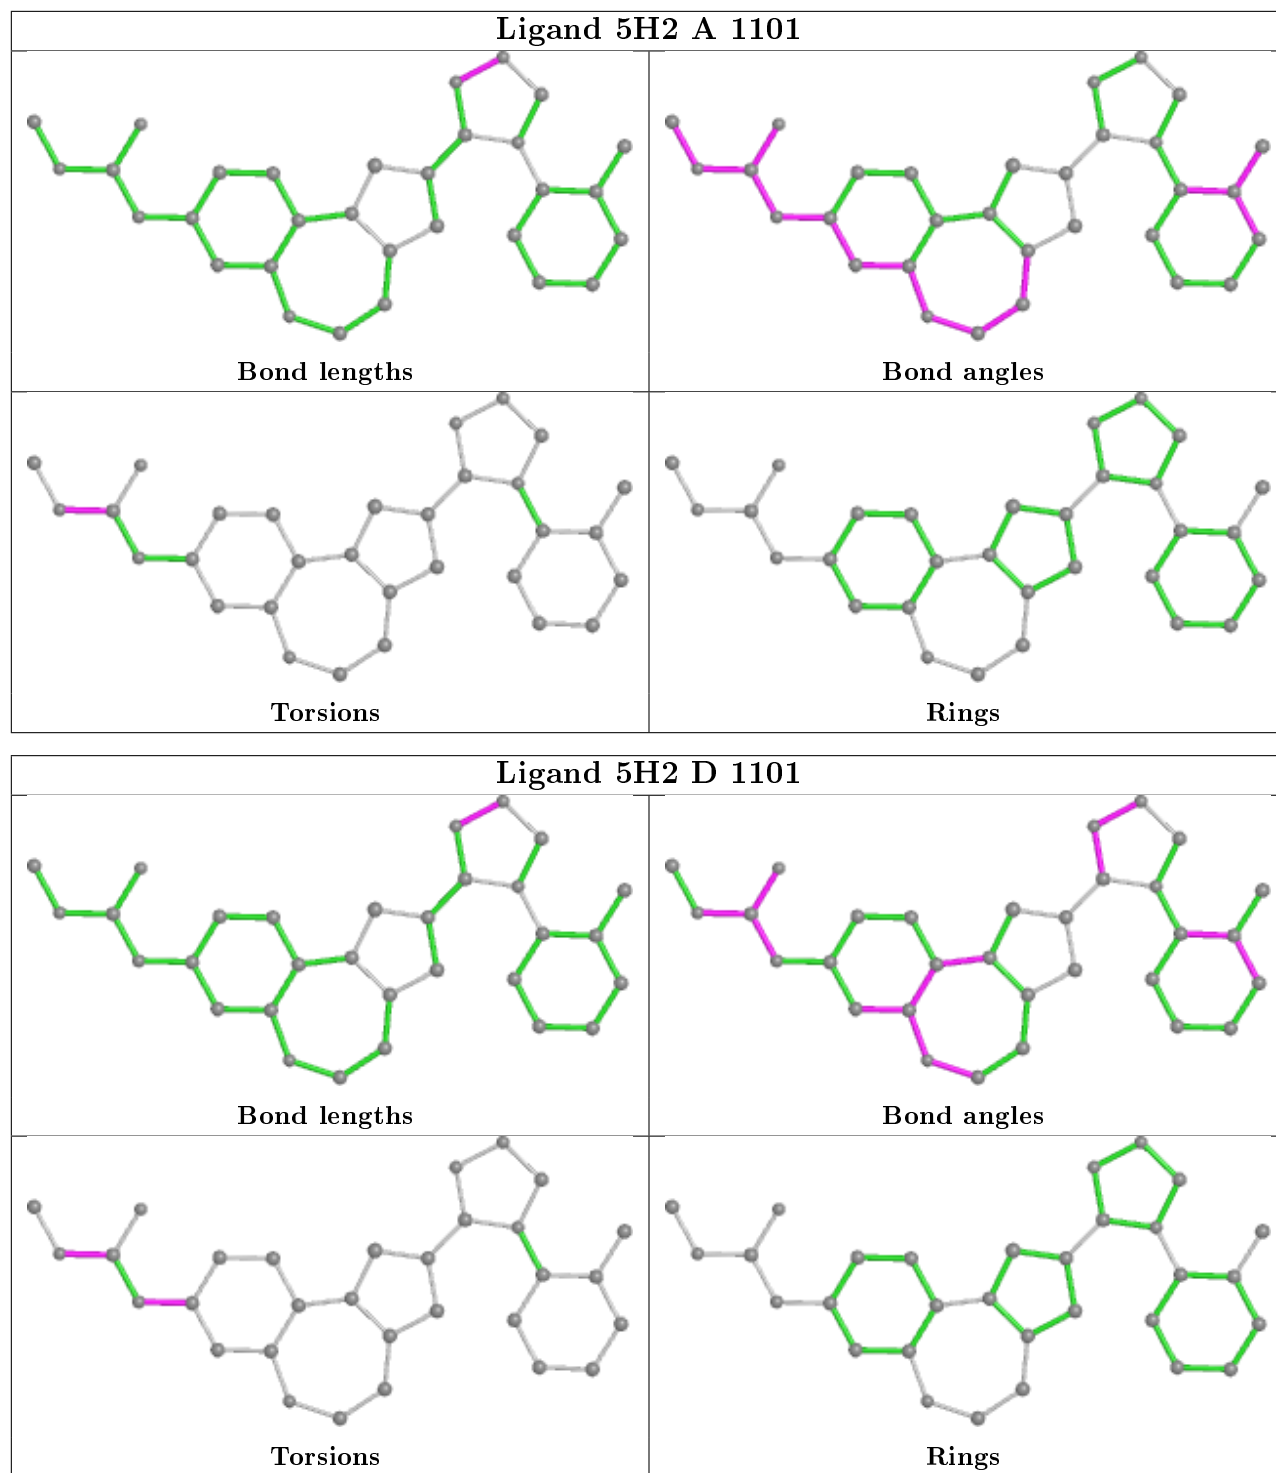 Ligand 5H2 A 1101
Bond lengths
Bond angles
Torsions
Rings
Ligand 5H2 D 1101
Bond lengths
Bond angles
Torsions
Rings